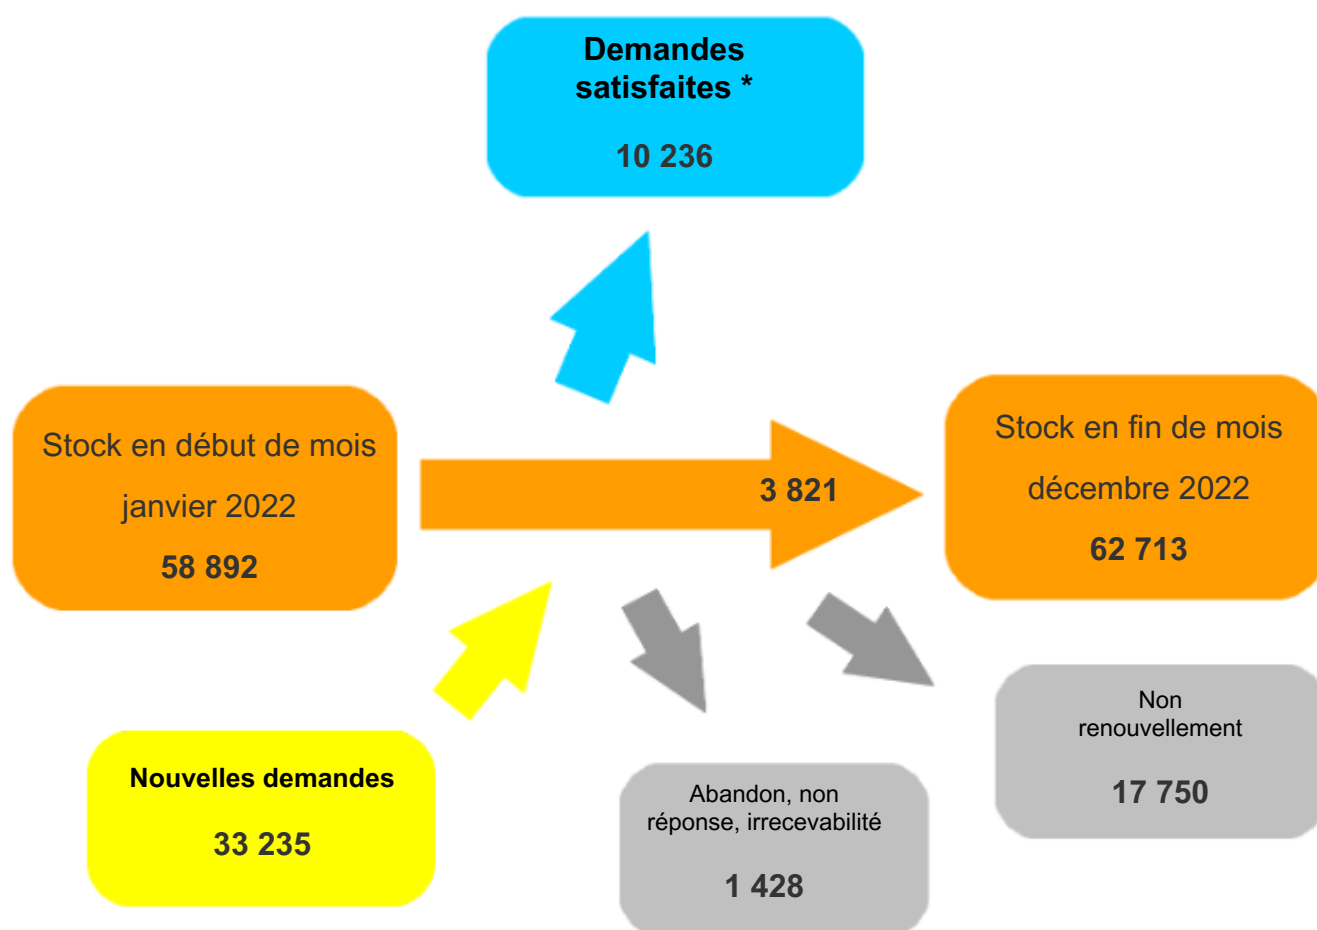 Demandes
satisfaites *
10 236
Stock en début de mois
janvier 2022
58 892
3 821
Stock en fin de mois
décembre 2022
62 713
Nouvelles demandes
33 235
Abandon, non
réponse, irrecevabilité
1 428
Non
renouvellement
17 750